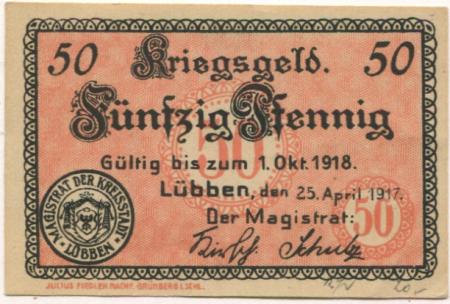 50 Kriegsgeld. 50
Fünfzig Pfennig
50
Gültig bis zum 1. Okt. 1918.
Lübben, den 25. April 1917.
Der Magistrat:
MAGISTRAT DER KREISSTADT LÜBBEN
50
JULIUS FIEDLER NACHF. GRÜNBERG I. SCHL.